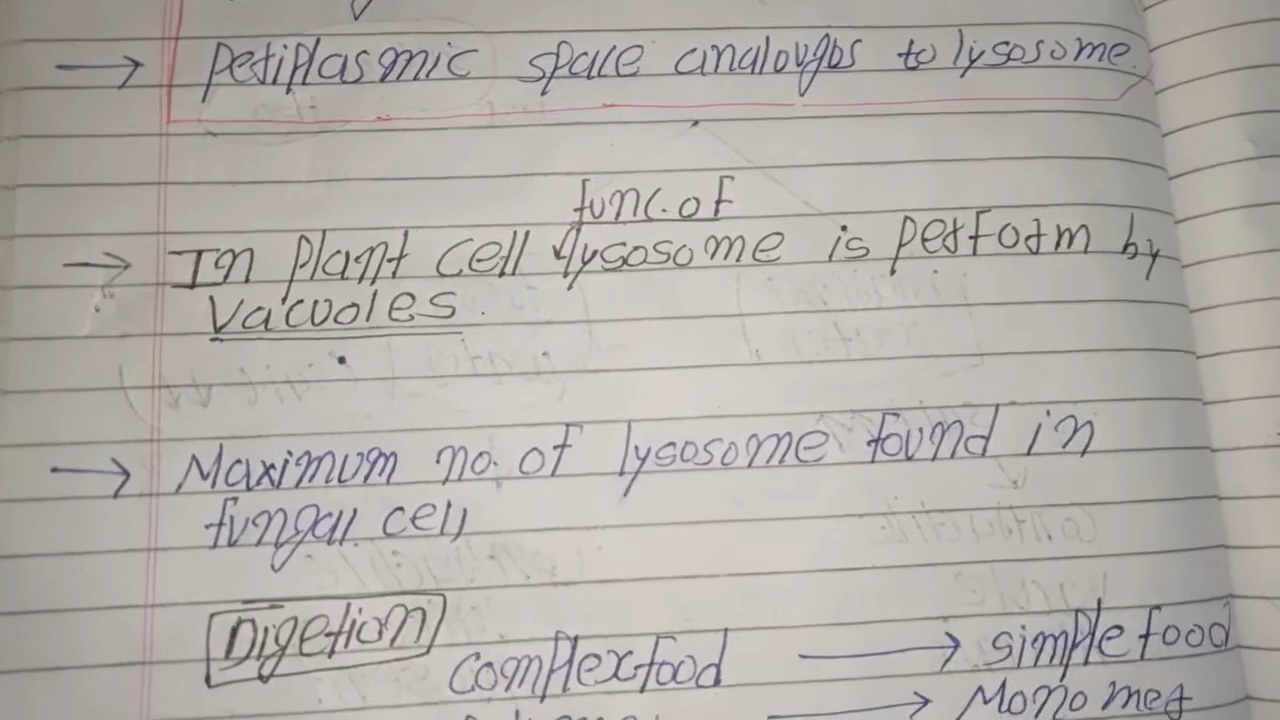 → Periplasmic space analougos to lysosome.
func. of
→ In plant cell lysosome is perform by
vacuoles.
→ Maximum no. of lysosome found in
fungal cell
Digetion
complex food → simple food
→ Monomer